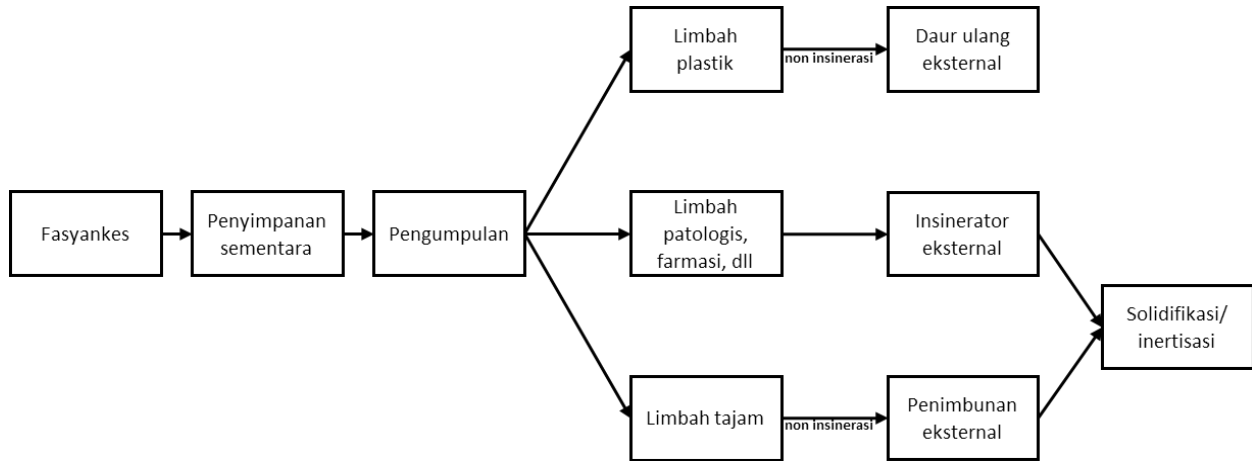 Limbah
plastik
non insinerasi
Daur ulang
eksternal
Fasyankes
Penyimpanan
sementara
Pengumpulan
Limbah
patologis,
farmasi, dll
Insinerator
eksternal
Solidifikasi/
inertisasi
Limbah tajam
non insinerasi
Penimbunan
eksternal